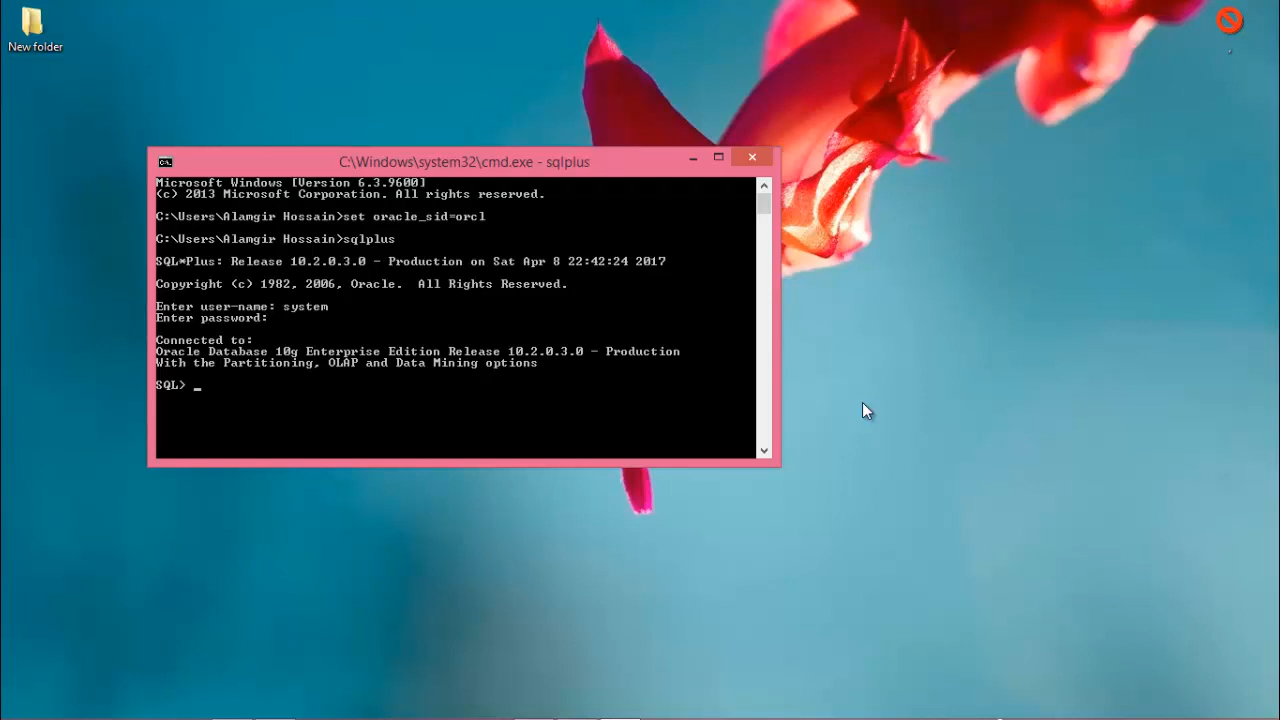 New folder
C:\Windows\system32\cmd.exe - sqlplus
Microsoft Windows [Version 6.3.9600]
(c) 2013 Microsoft Corporation. All rights reserved.
C:\Users\Alamgir Hossain>set oracle_sid=orcl
C:\Users\Alamgir Hossain>sqlplus
SQL*Plus: Release 10.2.0.3.0 - Production on Sat Apr 8 22:42:24 2017
Copyright (c) 1982, 2006, Oracle.  All Rights Reserved.
Enter user-name: system
Enter password:
Connected to:
Oracle Database 10g Enterprise Edition Release 10.2.0.3.0 - Production
With the Partitioning, OLAP and Data Mining options
SQL> _